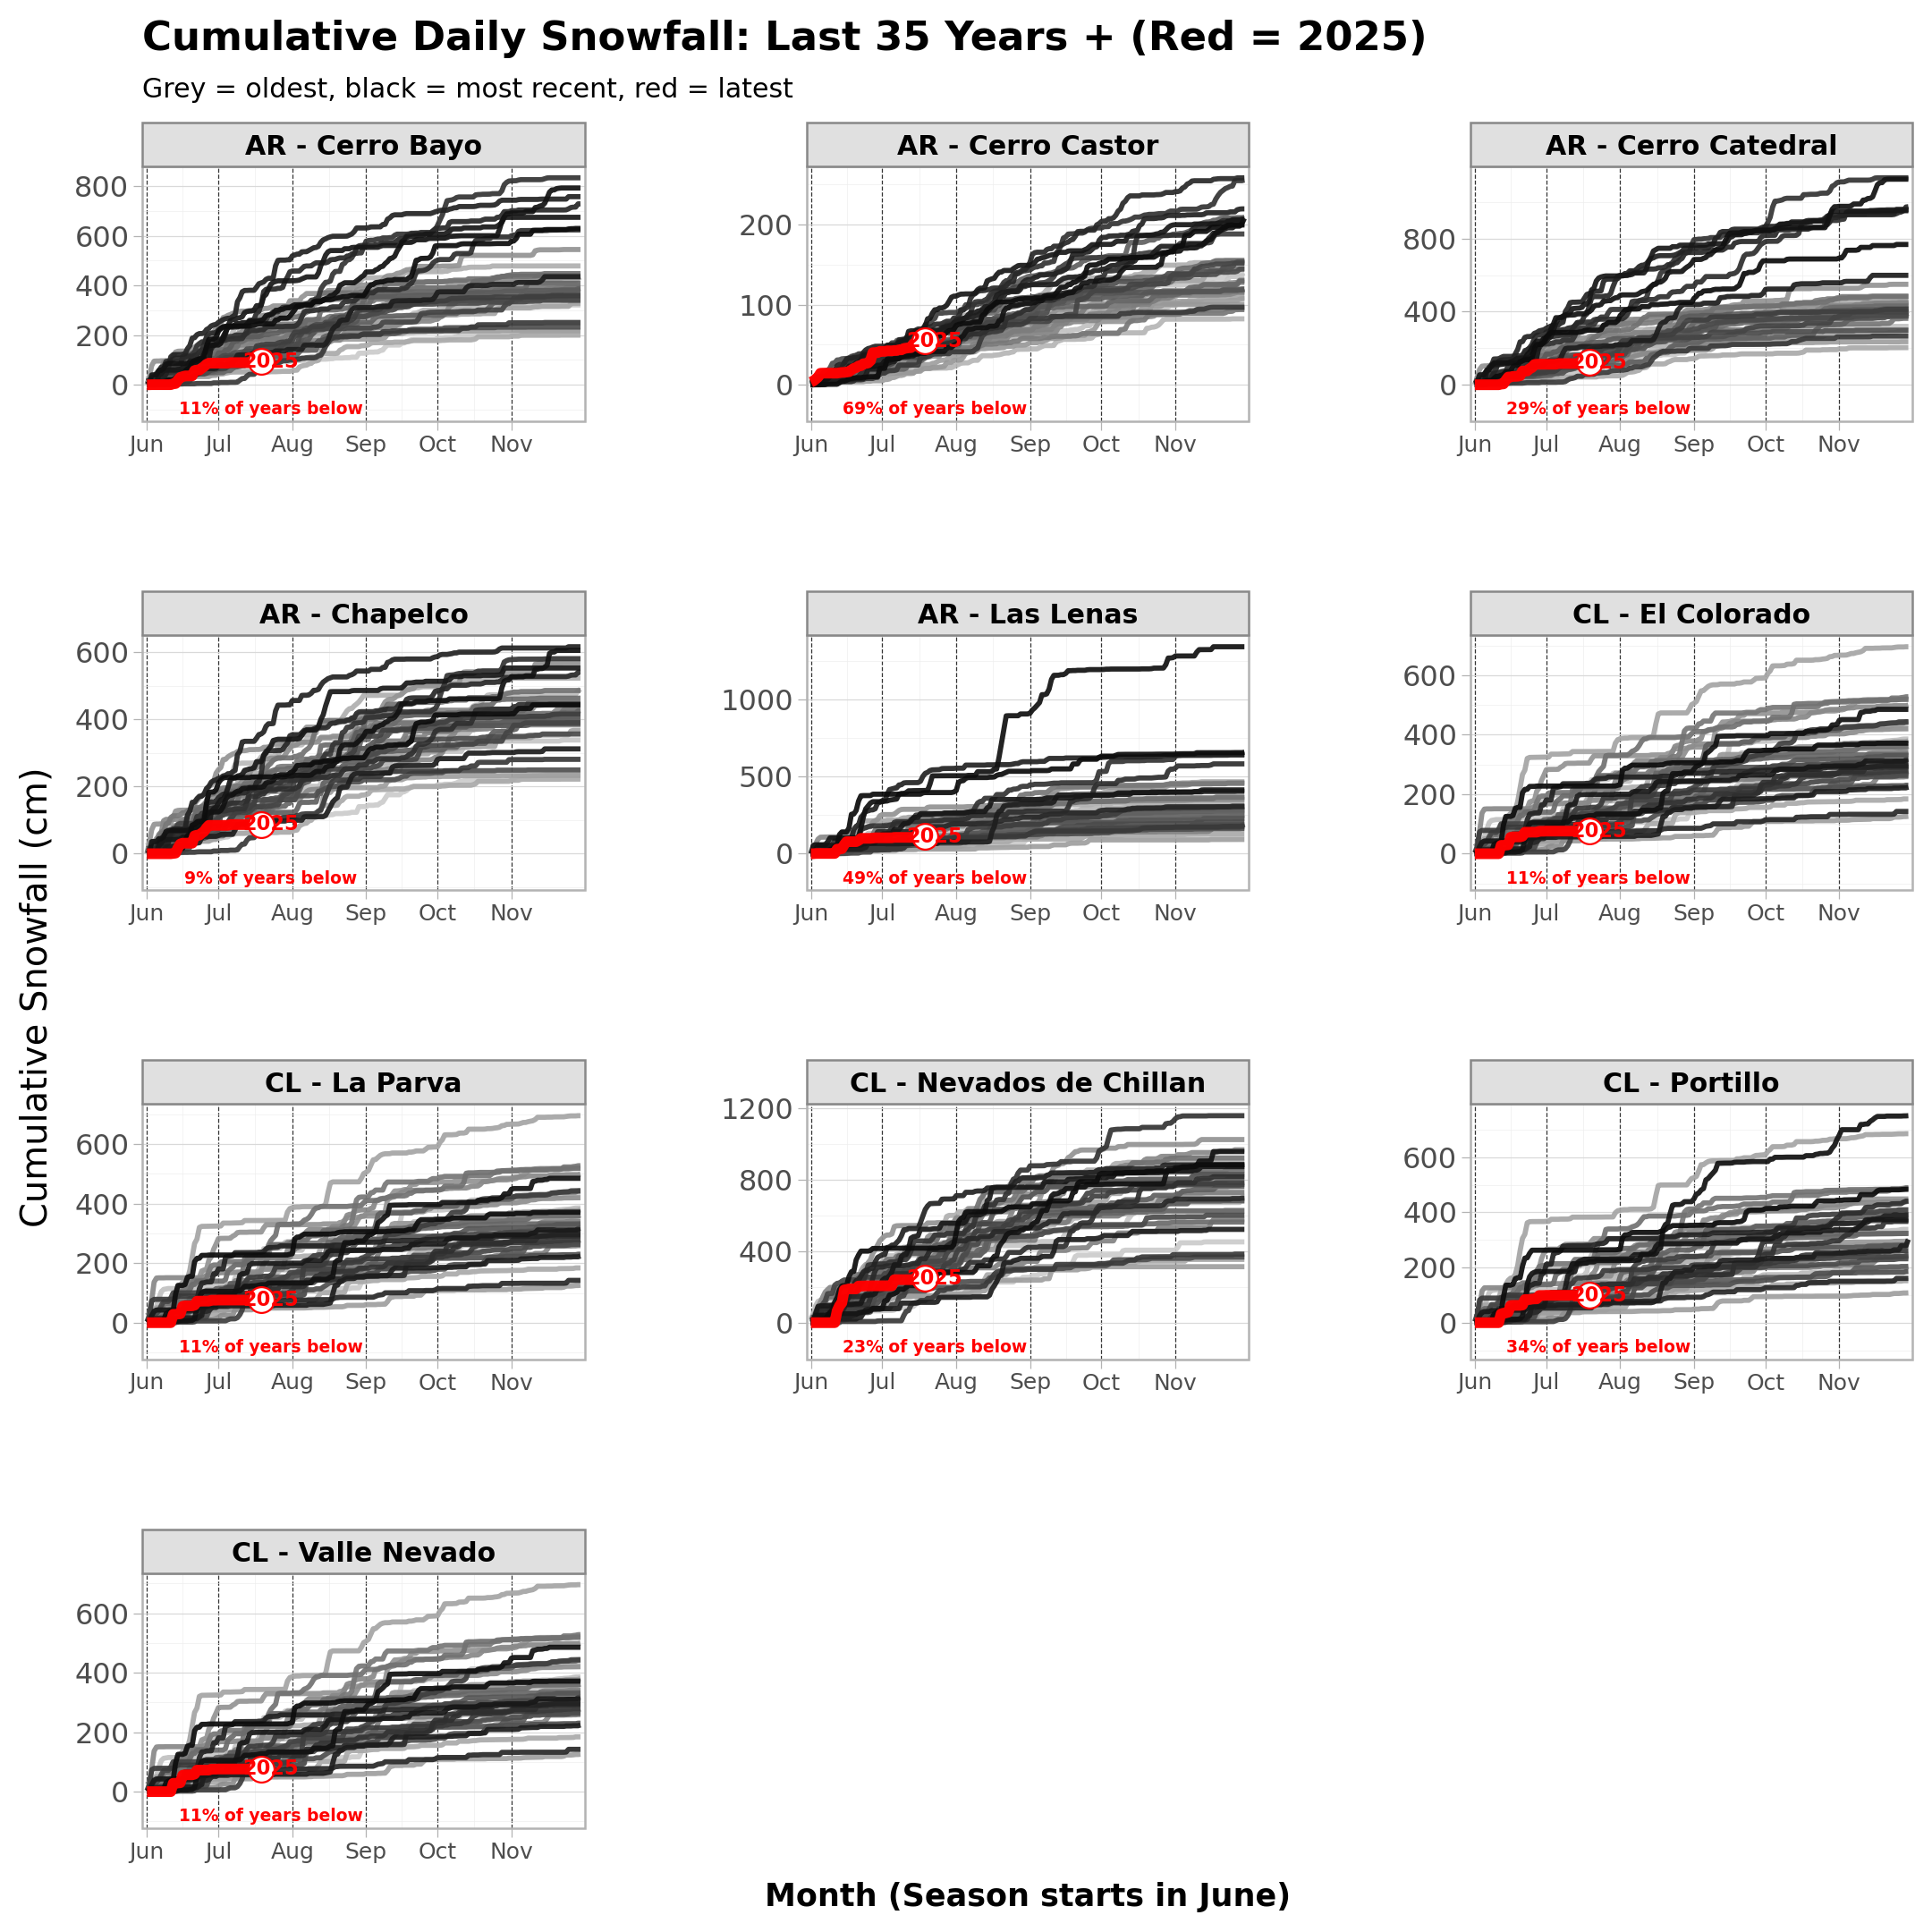 Cumulative Daily Snowfall: Last 35 Years + (Red = 2025)
Grey = oldest, black = most recent, red = latest
Cumulative Snowfall (cm)
AR - Cerro Bayo
800
600
400
200
0
2025
11% of years below
Jun Jul Aug Sep Oct Nov
AR - Cerro Castor
200
100
0
2025
69% of years below
Jun Jul Aug Sep Oct Nov
AR - Cerro Catedral
800
400
0
2025
29% of years below
Jun Jul Aug Sep Oct Nov
AR - Chapelco
600
400
200
0
2025
9% of years below
Jun Jul Aug Sep Oct Nov
AR - Las Lenas
1000
500
0
2025
49% of years below
Jun Jul Aug Sep Oct Nov
CL - El Colorado
600
400
200
0
2025
11% of years below
Jun Jul Aug Sep Oct Nov
CL - La Parva
600
400
200
0
2025
11% of years below
Jun Jul Aug Sep Oct Nov
CL - Nevados de Chillan
1200
800
400
0
2025
23% of years below
Jun Jul Aug Sep Oct Nov
CL - Portillo
600
400
200
0
2025
34% of years below
Jun Jul Aug Sep Oct Nov
CL - Valle Nevado
600
400
200
0
2025
11% of years below
Jun Jul Aug Sep Oct Nov
Month (Season starts in June)